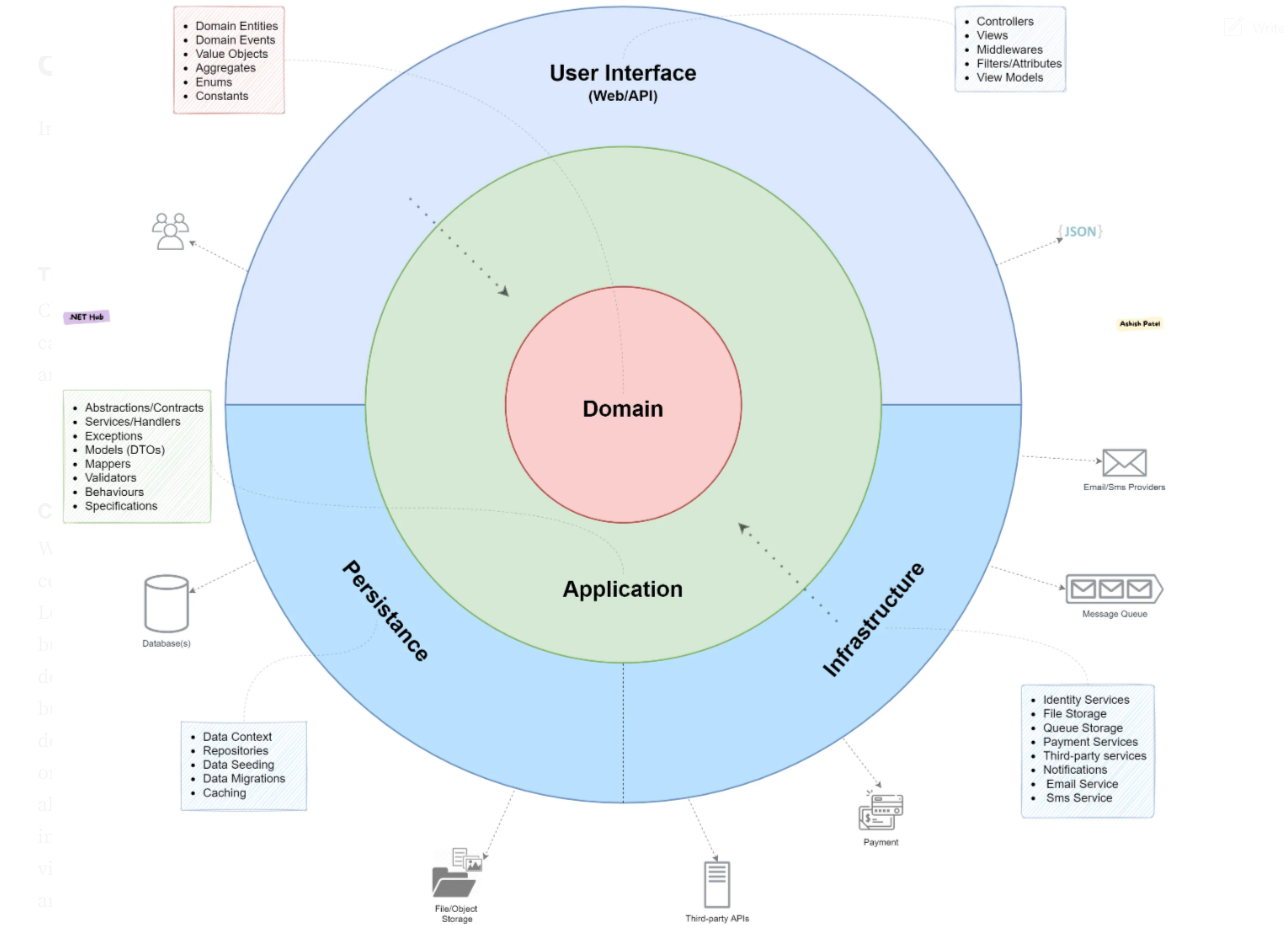 Domain Entities
Domain Events
Value Objects
Aggregates
Enums
Constants
Controllers
Views
Middlewares
Filters/Attributes
View Models
User Interface
(Web/API)
{JSON}
.NET Hub
Ashish Patel
Abstractions/Contracts
Services/Handlers
Exceptions
Models (DTOs)
Mappers
Validators
Behaviours
Specifications
Domain
Email/Sms Providers
Persistance
Application
Infrastructure
Message Queue
Database(s)
Identity Services
File Storage
Queue Storage
Payment Services
Third-party services
Notifications
Email Service
Sms Service
Data Context
Repositories
Data Seeding
Data Migrations
Caching
$
Payment
File/Object
Storage
Third-party APIs
Write